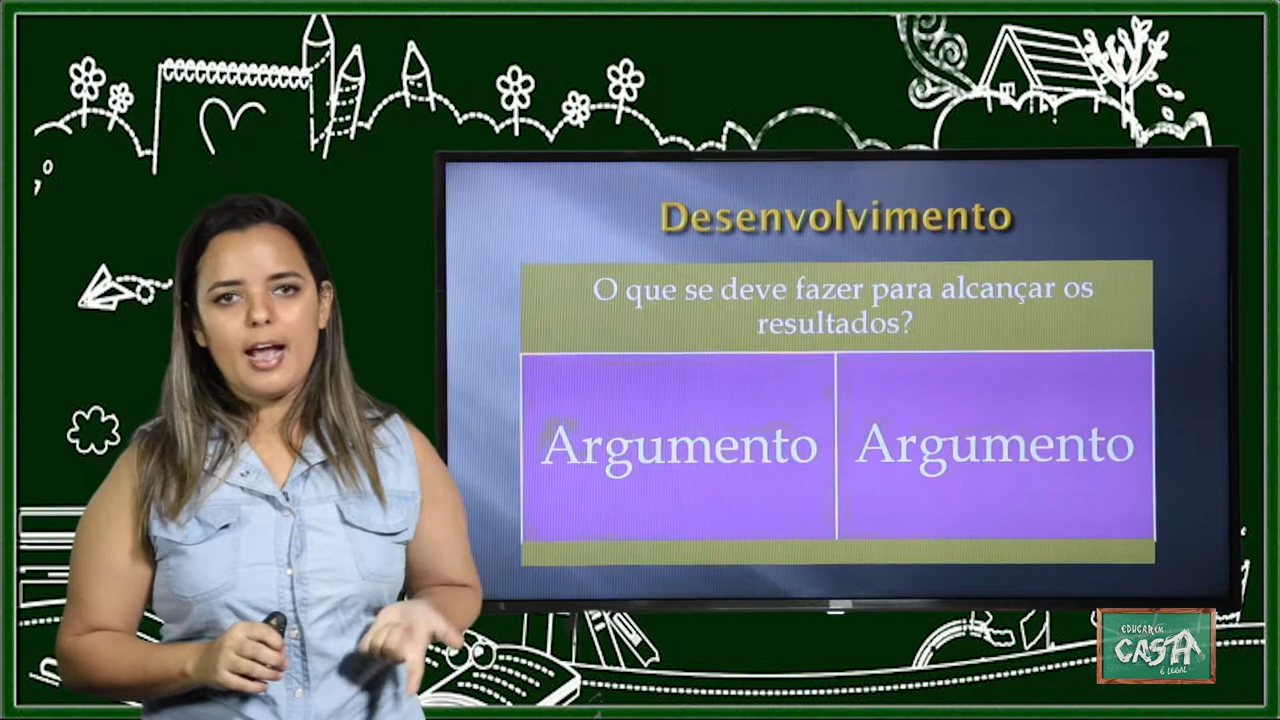 Desenvolvimento
O que se deve fazer para alcançar os
resultados?
Argumento
Argumento
EDUCAR EM
CASA
É LEGAL